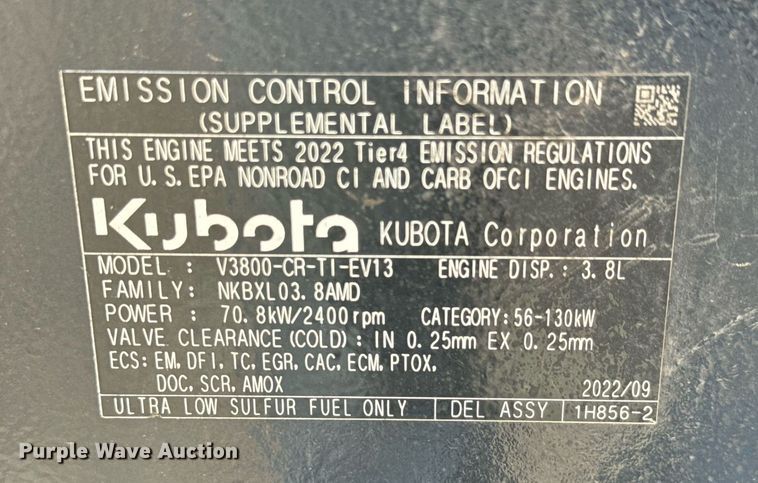 EMISSION CONTROL INFORMATION
(SUPPLEMENTAL LABEL)
THIS ENGINE MEETS 2022 Tier4 EMISSION REGULATIONS
FOR U.S.EPA NONROAD CI AND CARB OFCI ENGINES.
Kubota KUBOTA Corporation
MODEL : V3800-CR-TI-EV13 ENGINE DISP.: 3.8L
FAMILY: NKBXL03.8AMD
POWER : 70.8kW/2400rpm CATEGORY:56-130kW
VALVE CLEARANCE(COLD): IN 0.25mm EX 0.25mm
ECS: EM, DFI, TC, EGR, CAC, ECM, PTOX,
DOC, SCR, AMOX 2022/09
ULTRA LOW SULFUR FUEL ONLY DEL ASSY 1H856-2
Purple Wave Auction